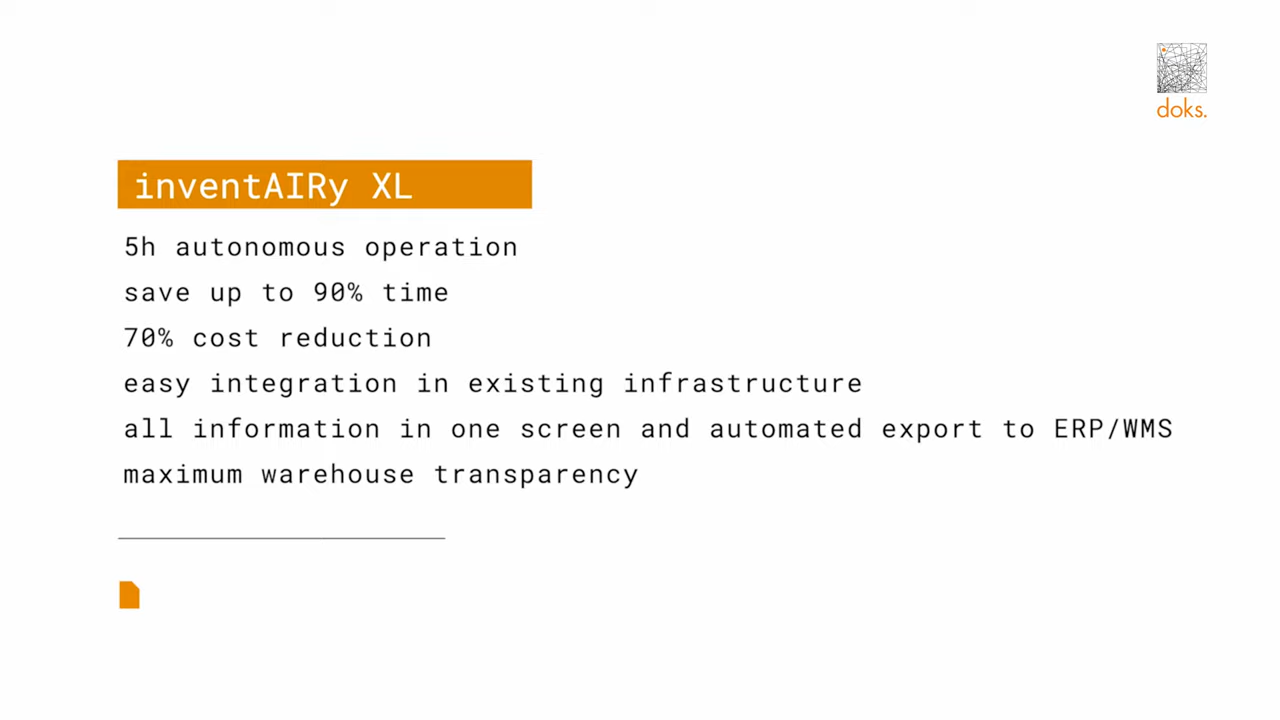 doks.
inventAIRy XL
5h autonomous operation
save up to 90% time
70% cost reduction
easy integration in existing infrastructure
all information in one screen and automated export to ERP/WMS
maximum warehouse transparency